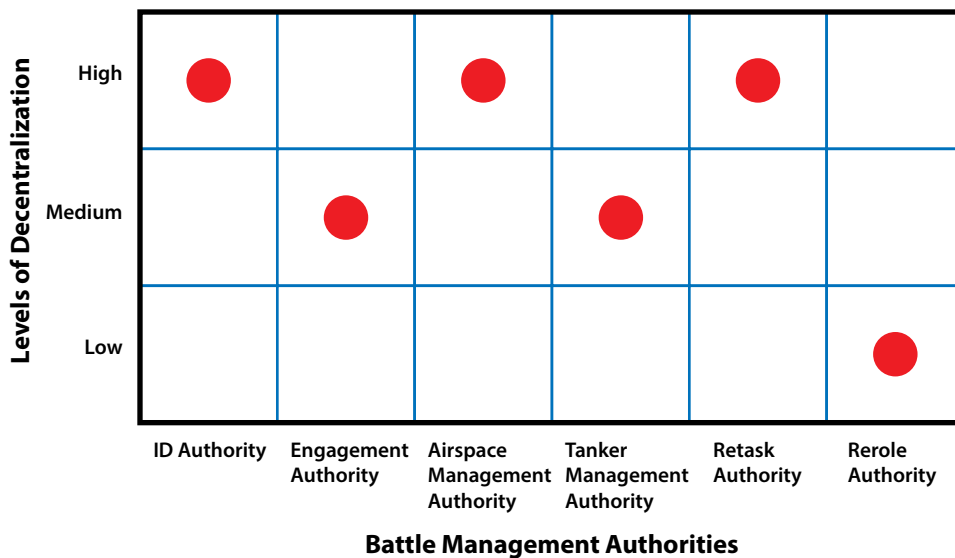 Levels of Decentralization
High
Medium
Low
ID Authority
Engagement
Authority
Airspace
Management
Authority
Tanker
Management
Authority
Retask
Authority
Rerole
Authority
Battle Management Authorities